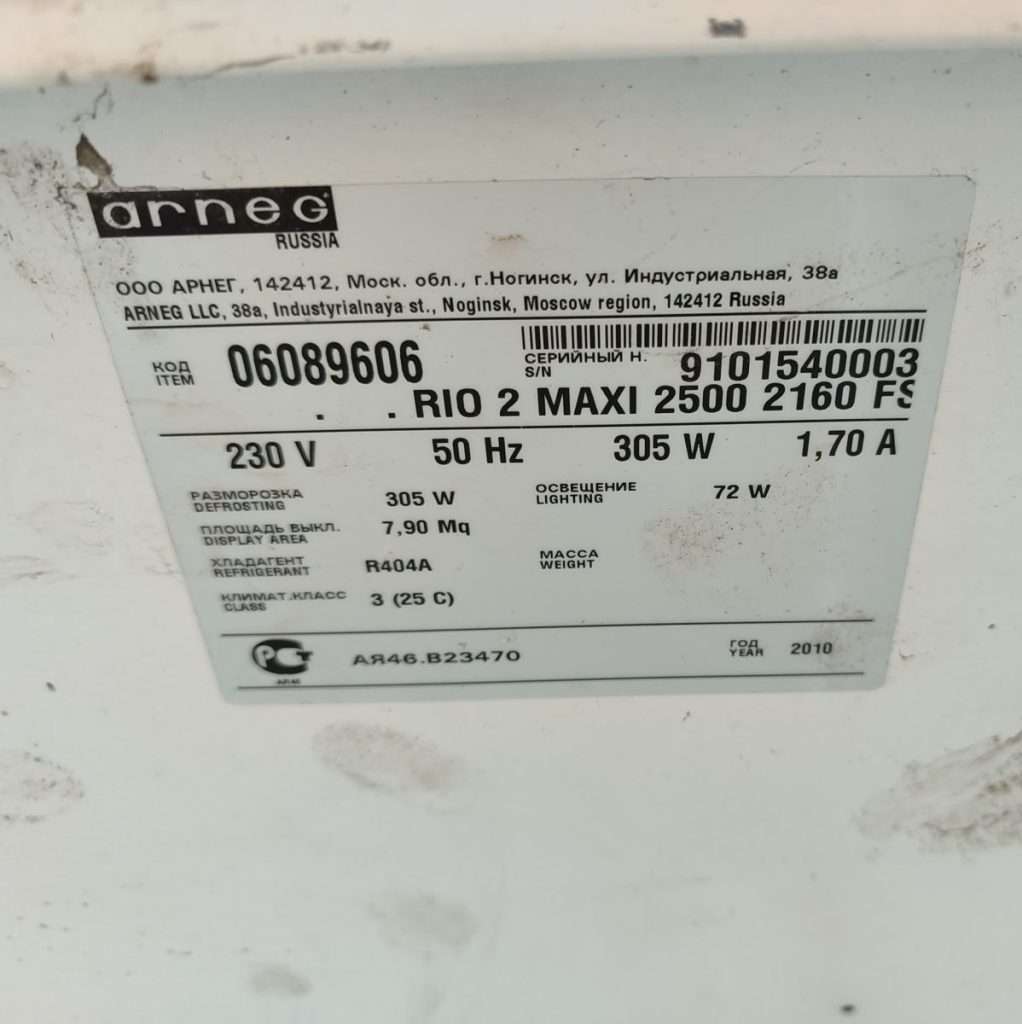 arneg
RUSSIA
ООО АРНЕГ, 142412, Моск. обл., г.Ногинск, ул. Индустриальная, 38а
ARNEG LLC, 38a, Industyrialnaya st., Noginsk, Moscow region, 142412 Russia
КОД
ITEM
06089606
СЕРИЙНЫЙ Н.
S/N
9101540003
. . RIO 2 MAXI 2500 2160 FS
230 V 50 Hz 305 W 1,70 A
РАЗМОРОЗКА
DEFROSTING
305 W
ОСВЕЩЕНИЕ
LIGHTING
72 W
ПЛОЩАДЬ ВЫКЛ.
DISPLAY AREA
7,90 Mq
ХЛАДАГЕНТ
REFRIGERANT
R404A
МАССА
WEIGHT
КЛИМАТ.КЛАСС
CLASS
3 (25 C)
РСТ
АЯ46
АЯ46.В23470
ГОД
YEAR
2010